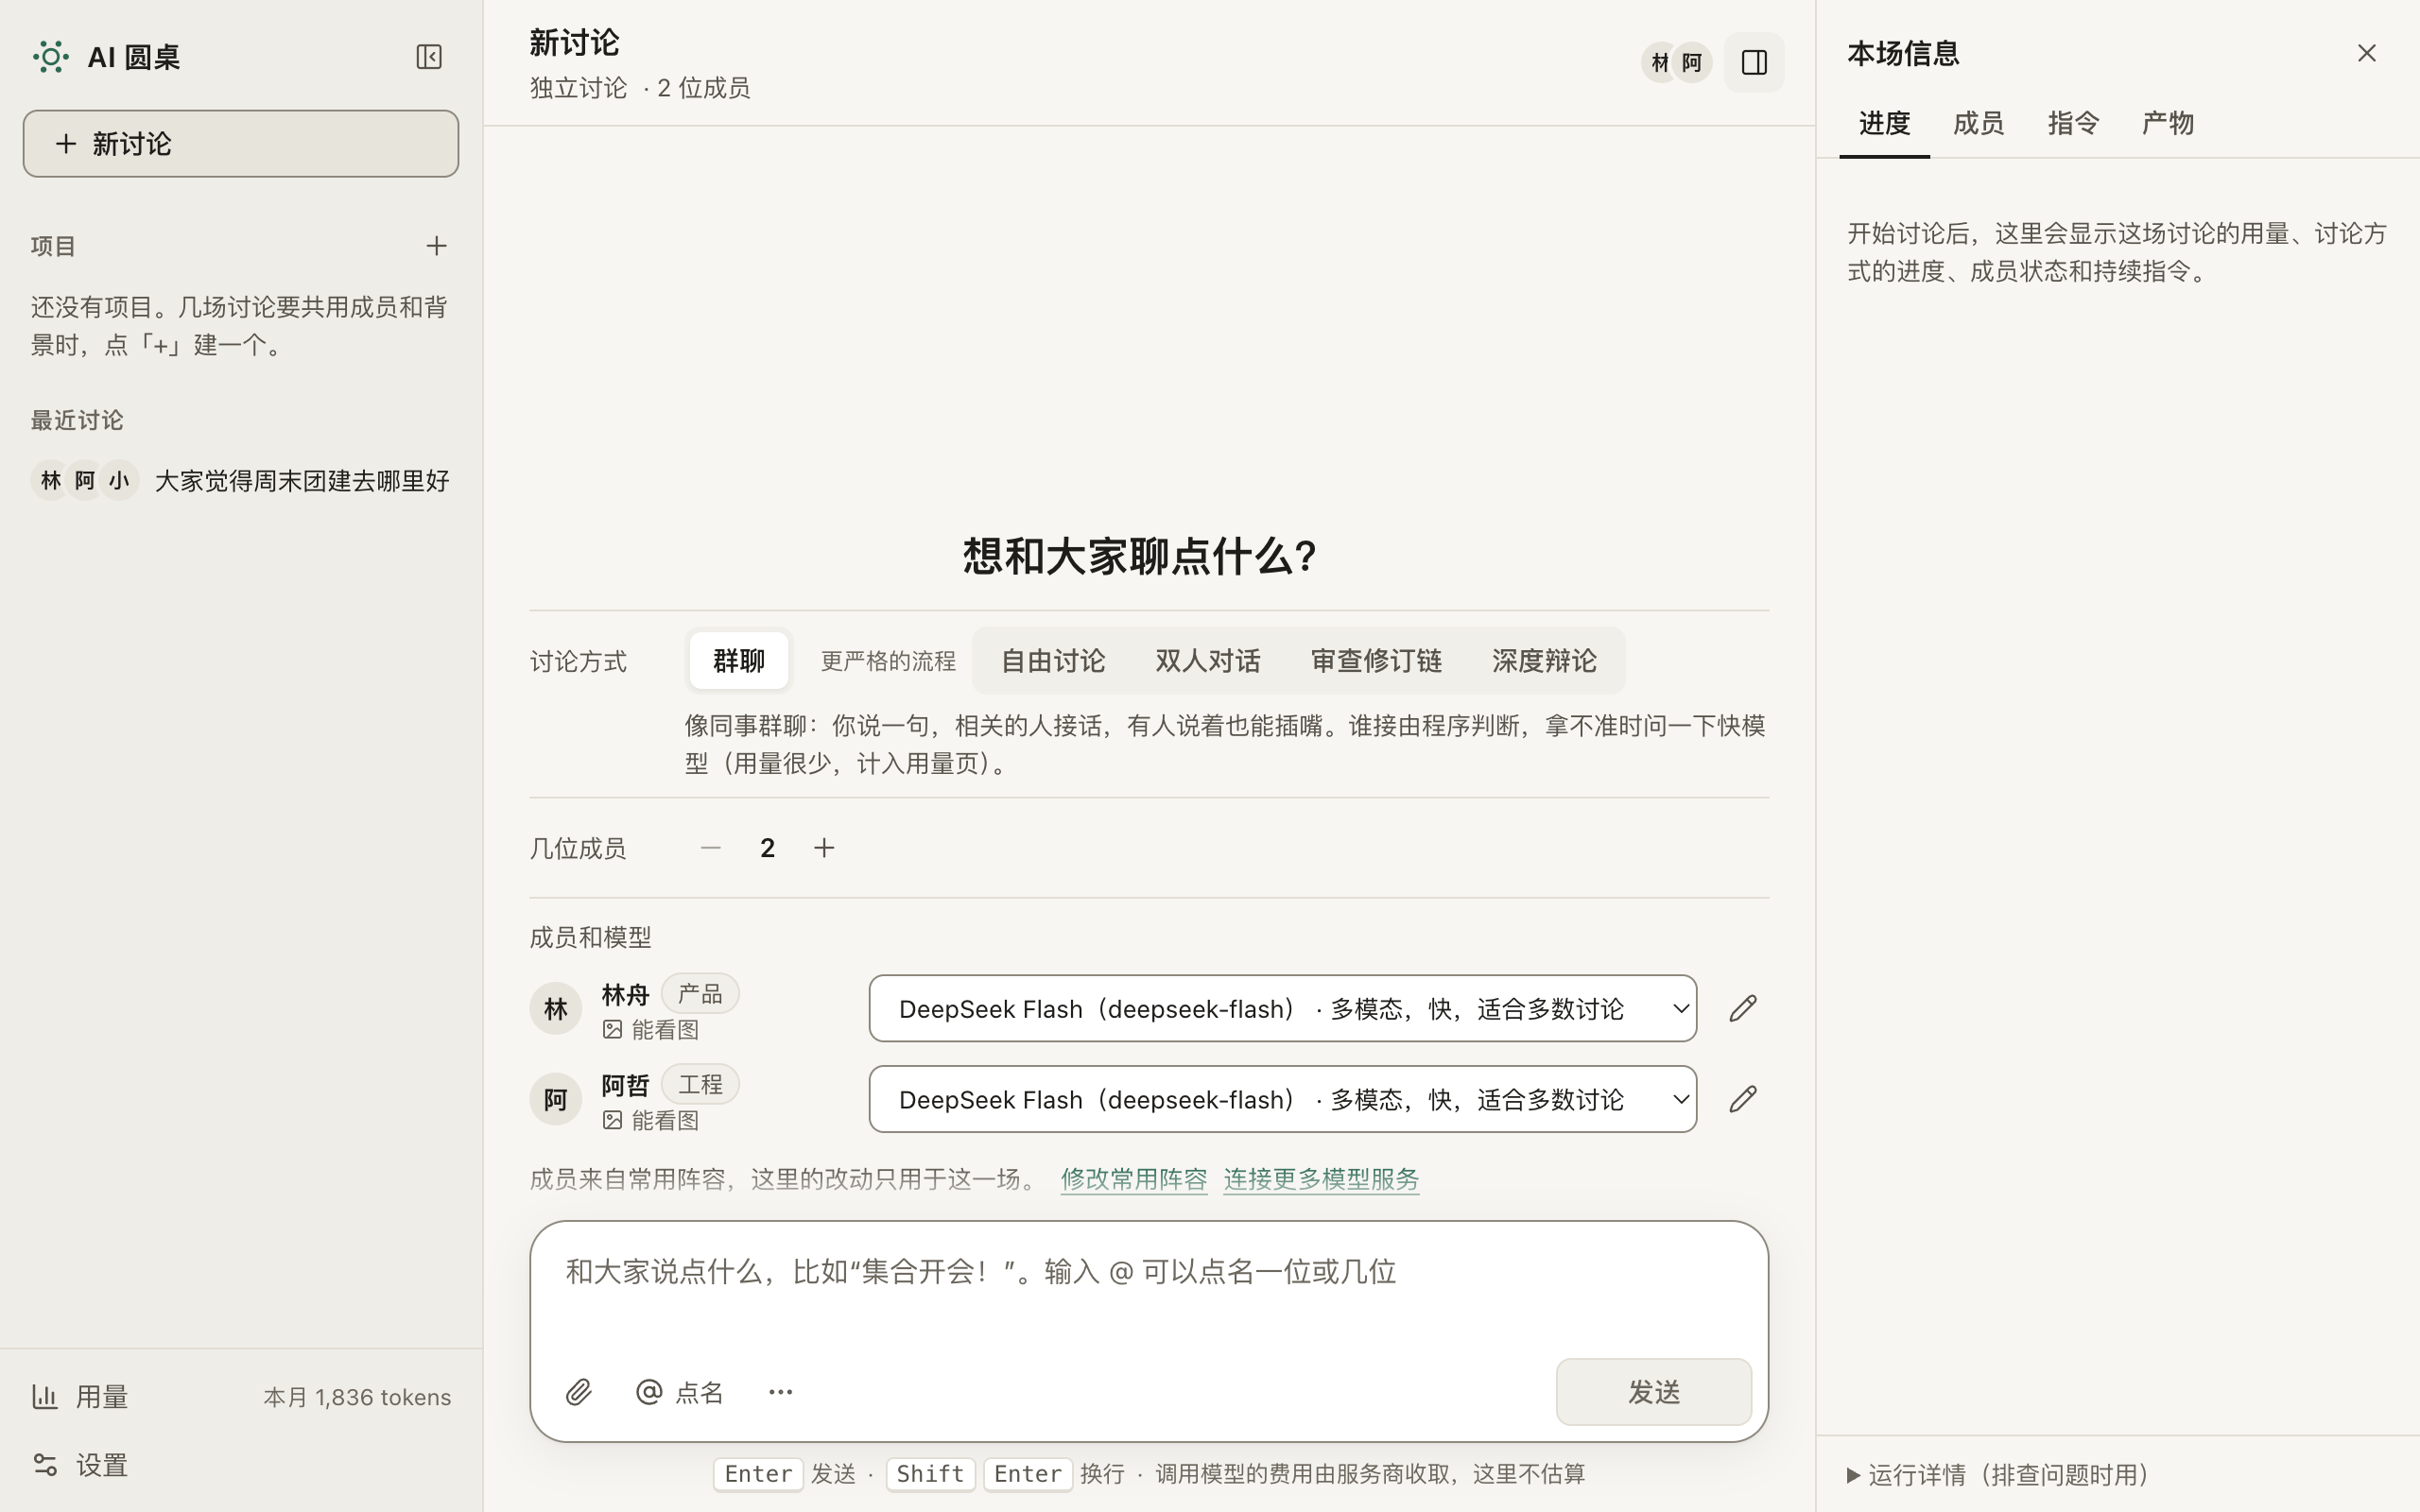 AI 圆桌
新讨论
项目
还没有项目。几场讨论要共用成员和背
景时，点「+」建一个。
最近讨论
林 阿 小 大家觉得周末团建去哪里好
用量 本月 1,836 tokens
设置
新讨论
独立讨论 · 2 位成员
林 阿
想和大家聊点什么？
讨论方式 群聊 更严格的流程 自由讨论 双人对话 审查修订链 深度辩论
像同事群聊：你说一句，相关的人接话，有人说着也能插嘴。谁接由程序判断，拿不准时问一下快模
型（用量很少，计入用量页）。
几位成员 2
成员和模型
林 林舟 产品
能看图
DeepSeek Flash（deepseek-flash） · 多模态，快，适合多数讨论
阿 阿哲 工程
能看图
DeepSeek Flash（deepseek-flash） · 多模态，快，适合多数讨论
成员来自常用阵容，这里的改动只用于这一场。 修改常用阵容 连接更多模型服务
和大家说点什么，比如“集合开会！”。输入 @ 可以点名一位或几位
@ 点名 ··· 发送
Enter 发送 · Shift Enter 换行 · 调用模型的费用由服务商收取，这里不估算
本场信息
进度 成员 指令 产物
开始讨论后，这里会显示这场讨论的用量、讨论方
式的进度、成员状态和持续指令。
运行详情（排查问题时用）